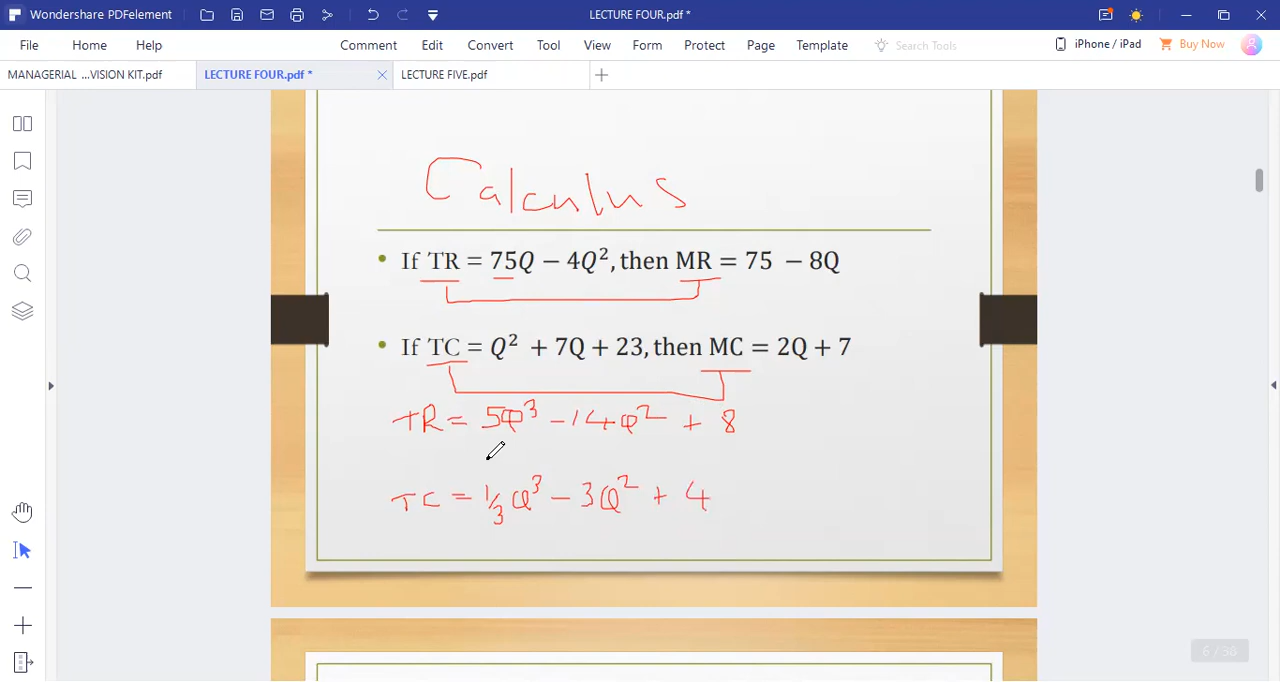 Wondershare PDFelement
LECTURE FOUR.pdf *
File Home Help Comment Edit Convert Tool View Form Protect Page Template Search Tools iPhone / iPad Buy Now
MANAGERIAL ...VISION KIT.pdf LECTURE FOUR.pdf * LECTURE FIVE.pdf
Calculus
• If TR = 75Q − 4Q², then MR = 75 − 8Q
• If TC = Q² + 7Q + 23, then MC = 2Q + 7
TR = 5Q³ − 14Q² + 8
TC = ⅓Q³ − 3Q² + 4
6 / 38